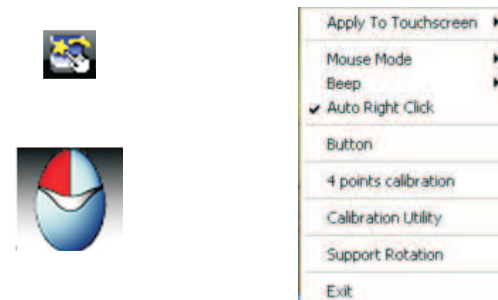 Apply To Touchscreen
Mouse Mode
Beep
Auto Right Click
Button
4 points calibration
Calibration Utility
Support Rotation
Exit